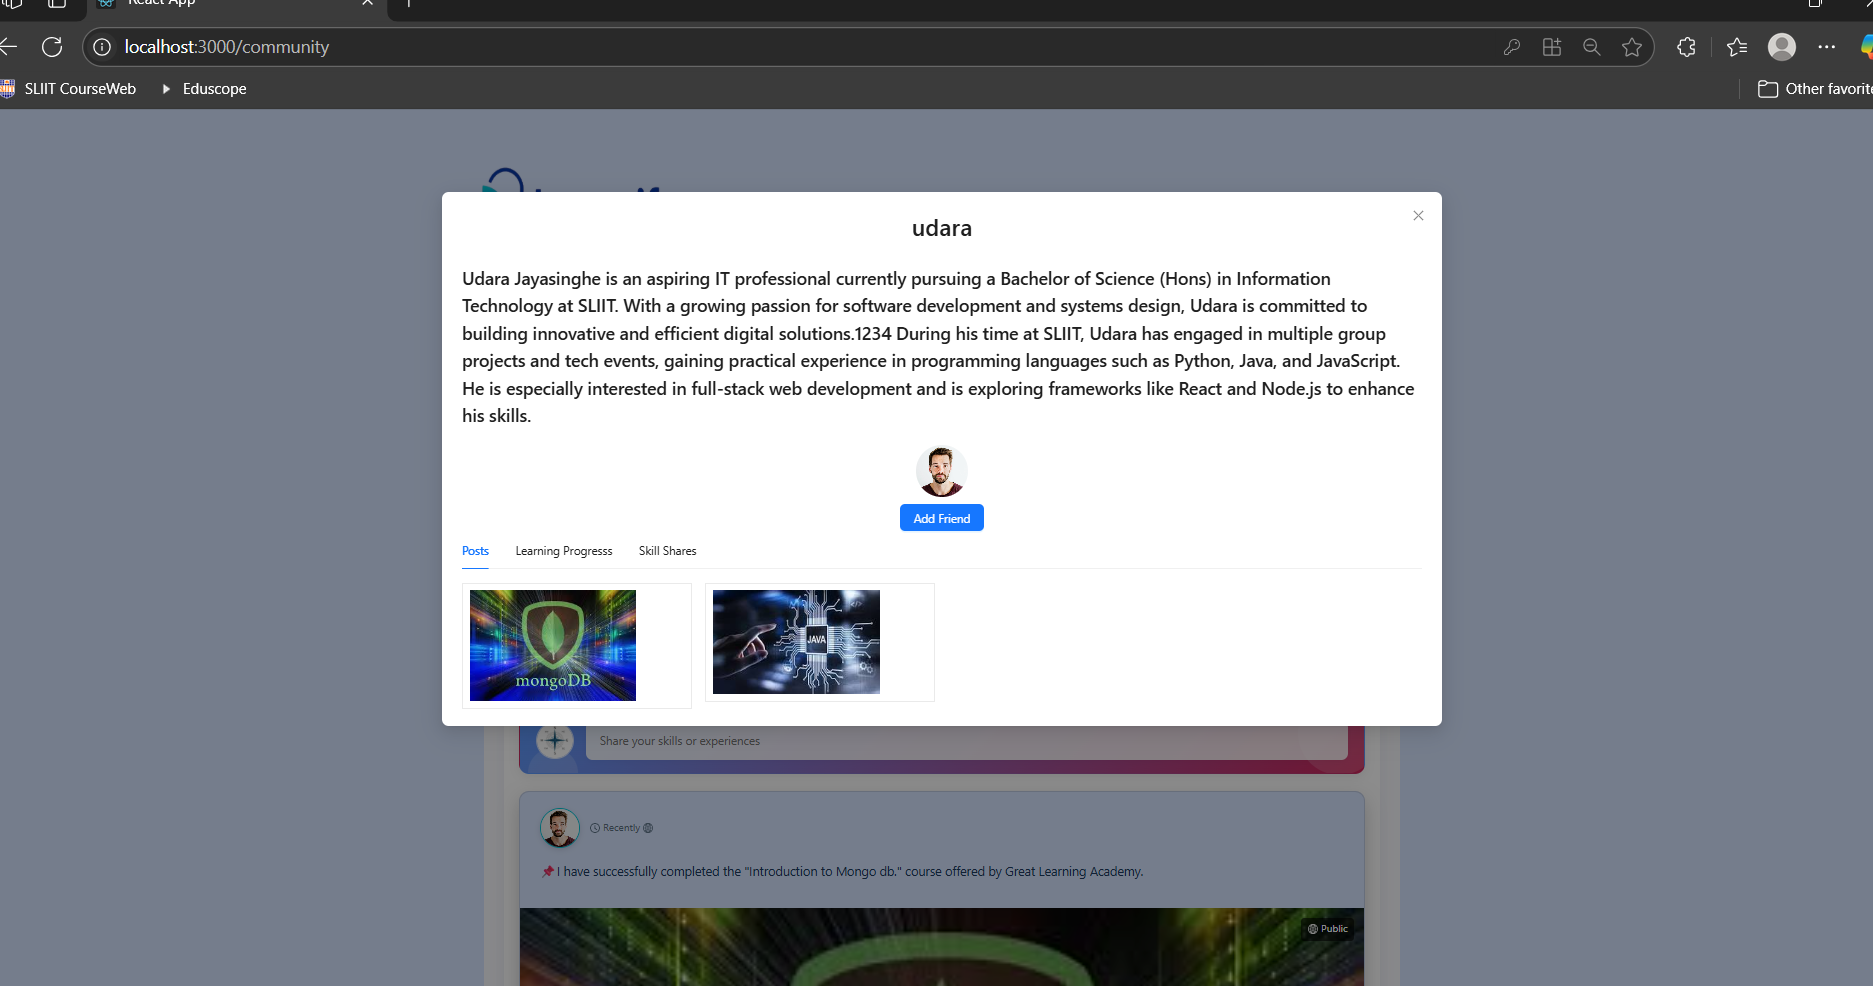 React App
localhost:3000/community
SLIIT CourseWeb
Eduscope
Other favorite
udara
Udara Jayasinghe is an aspiring IT professional currently pursuing a Bachelor of Science (Hons) in Information
Technology at SLIIT. With a growing passion for software development and systems design, Udara is committed to
building innovative and efficient digital solutions.1234 During his time at SLIIT, Udara has engaged in multiple group
projects and tech events, gaining practical experience in programming languages such as Python, Java, and JavaScript.
He is especially interested in full-stack web development and is exploring frameworks like React and Node.js to enhance
his skills.
Add Friend
Posts
Learning Progresss
Skill Shares
mongoDB
JAVA
Share your skills or experiences
Recently
📌I have successfully completed the "Introduction to Mongo db." course offered by Great Learning Academy.
Public